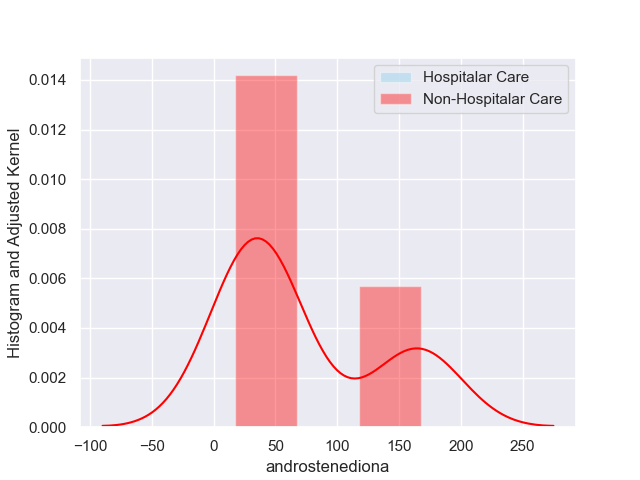 Hospitalar Care
Non-Hospitalar Care
0.014
0.012
0.010
0.008
0.006
0.004
0.002
0.000
Histogram and Adjusted Kernel
−100 −50 0 50 100 150 200 250
androstenediona